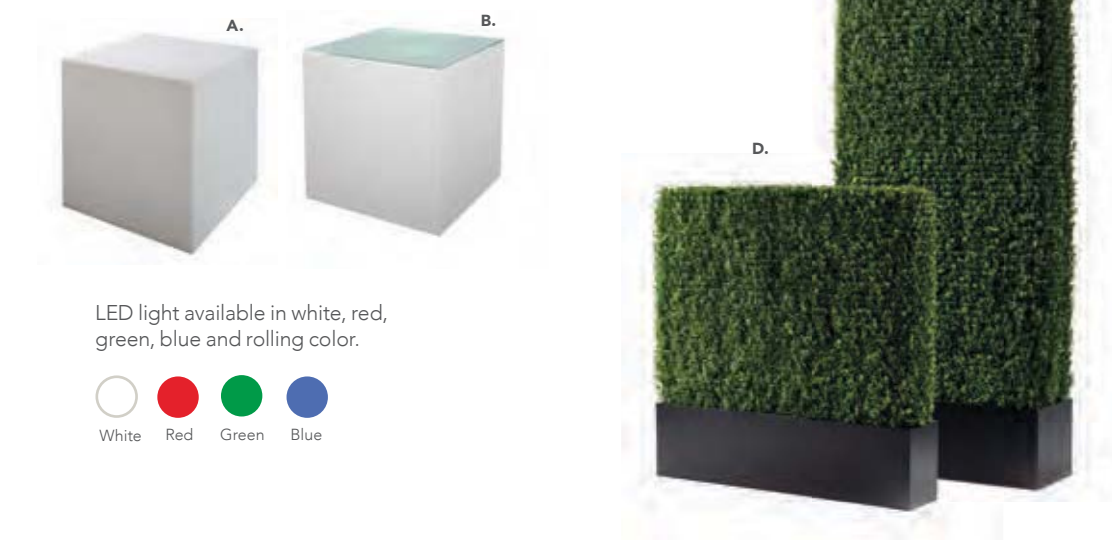 A.
B.
D.
LED light available in white, red,
green, blue and rolling color.
White Red Green Blue